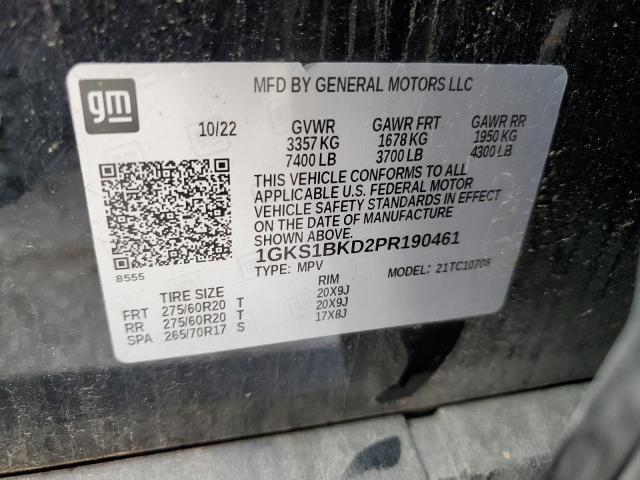 gm
MFD BY GENERAL MOTORS LLC
10/22 GVWR GAWR FRT GAWR RR
3357 KG 1678 KG 1950 KG
7400 LB 3700 LB 4300 LB
THIS VEHICLE CONFORMS TO ALL
APPLICABLE U.S. FEDERAL MOTOR
VEHICLE SAFETY STANDARDS IN EFFECT
ON THE DATE OF MANUFACTURE
SHOWN ABOVE.
1GKS1BKD2PR190461
8555
TYPE: MPV MODEL: 21TC10706
TIRE SIZE RIM
FRT 275/60R20 T 20X9J
RR 275/60R20 T 20X9J
SPA 265/70R17 S 17X8J